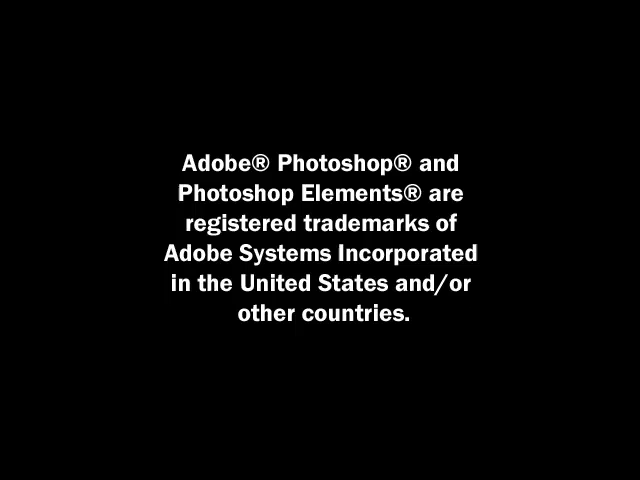 Adobe® Photoshop® and
Photoshop Elements® are
registered trademarks of
Adobe Systems Incorporated
in the United States and/or
other countries.